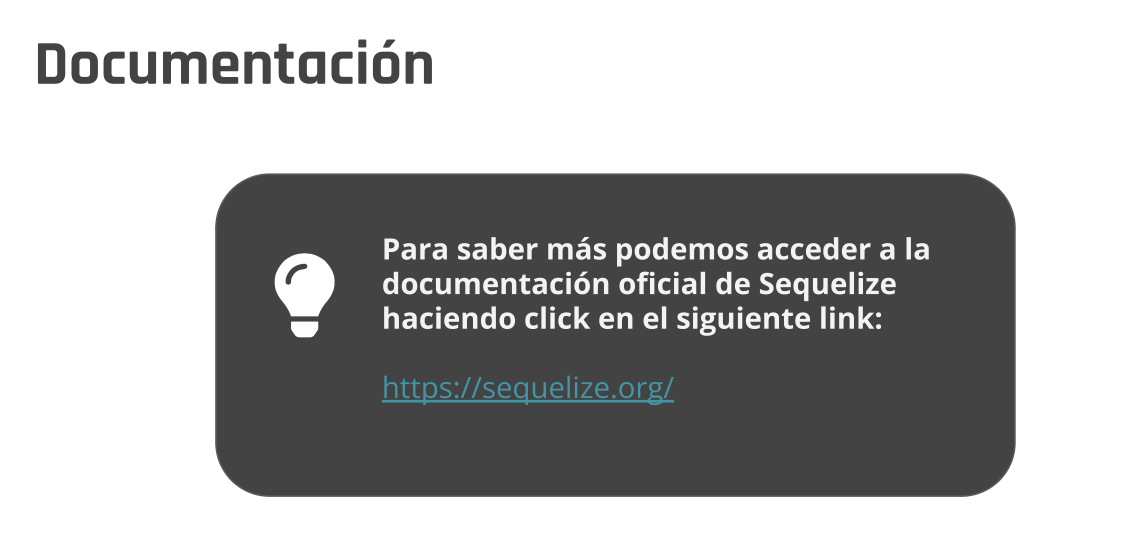 Documentación
Para saber más podemos acceder a la
documentación oficial de Sequelize
haciendo click en el siguiente link:
https://sequelize.org/